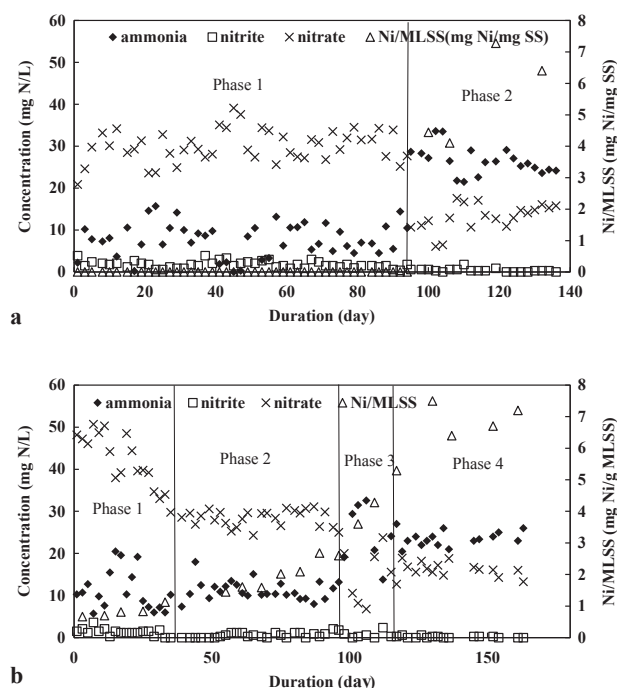 ammonia nitrite nitrate Ni/MLSS(mg Ni/mg SS)
Concentration (mg N/L)
60
50
40
30
20
10
0
Phase 1
Phase 2
8
7
6
5
4
3
2
1
0
Ni/MLSS (mg Ni/mg SS)
0 20 40 60 80 100 120 140
Duration (day)
a
ammonia nitrite nitrate Ni/MLSS
Concentration (mg N/L)
60
50
40
30
20
10
0
Phase 1
Phase 2
Phase 3
Phase 4
8
7
6
5
4
3
2
1
0
Ni/MLSS (mg Ni/g MLSS)
0 50 100 150
Duration (day)
b